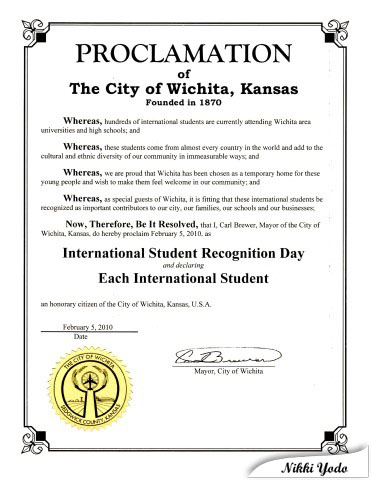 PROCLAMATION
of
The City of Wichita, Kansas
Founded in 1870
Whereas, hundreds of international students are currently attending Wichita area
universities and high schools; and
Whereas, these students come from almost every country in the world and add to the
cultural and ethnic diversity of our community in immeasurable ways; and
Whereas, we are proud that Wichita has been chosen as a temporary home for these
young people and wish to make them feel welcome in our community; and
Whereas, as special guests of Wichita, it is fitting that these international students be
recognized as important contributors to our city, our families, our schools and our businesses;
Now, Therefore, Be It Resolved, that I, Carl Brewer, Mayor of the City of
Wichita, Kansas, do hereby proclaim February 5, 2010, as
International Student Recognition Day
and declaring
Each International Student
an honorary citizen of the City of Wichita, Kansas, U.S.A.
February 5, 2010
Date
Carl Brewer
Mayor, City of Wichita
THE CITY OF WICHITA
SEDGWICK COUNTY, KANSAS
Nikki Yodo